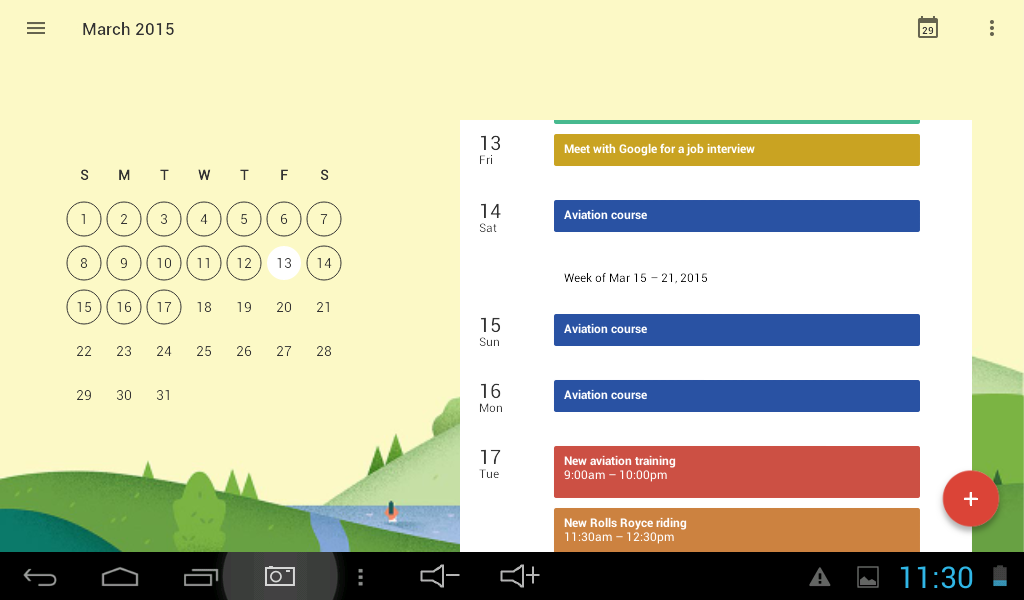 March 2015
29
S M T W T F S
1 2 3 4 5 6 7
8 9 10 11 12 13 14
15 16 17 18 19 20 21
22 23 24 25 26 27 28
29 30 31
13
Fri
Meet with Google for a job interview
14
Sat
Aviation course
Week of Mar 15 – 21, 2015
15
Sun
Aviation course
16
Mon
Aviation course
17
Tue
New aviation training
9:00am – 10:00pm
New Rolls Royce riding
11:30am – 12:30pm
11:30